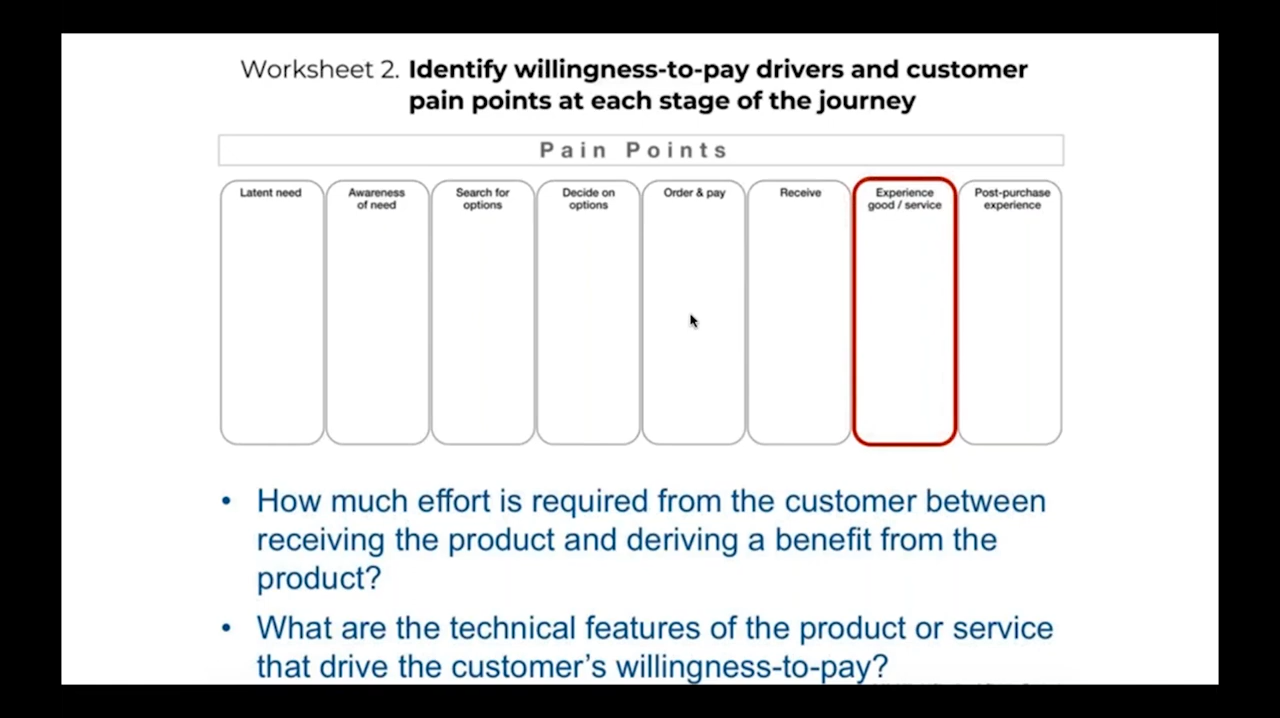 Worksheet 2. Identify willingness-to-pay drivers and customer
pain points at each stage of the journey
Pain Points
Latent need
Awareness
of need
Search for
options
Decide on
options
Order & pay
Receive
Experience
good / service
Post-purchase
experience
• How much effort is required from the customer between
receiving the product and deriving a benefit from the
product?
• What are the technical features of the product or service
that drive the customer’s willingness-to-pay?